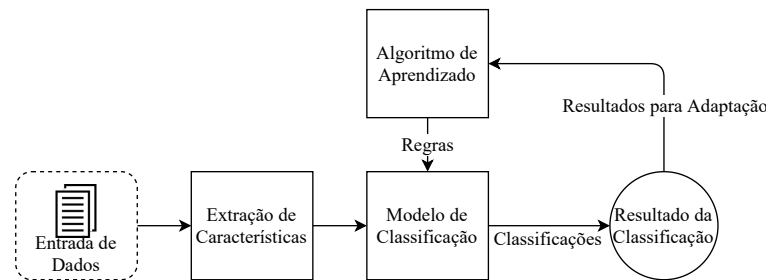 Algoritmo de
Aprendizado
Resultados para Adaptação
Regras
Entrada de
Dados
Extração de
Características
Modelo de
Classificação
Classificações
Resultado da
Classificação